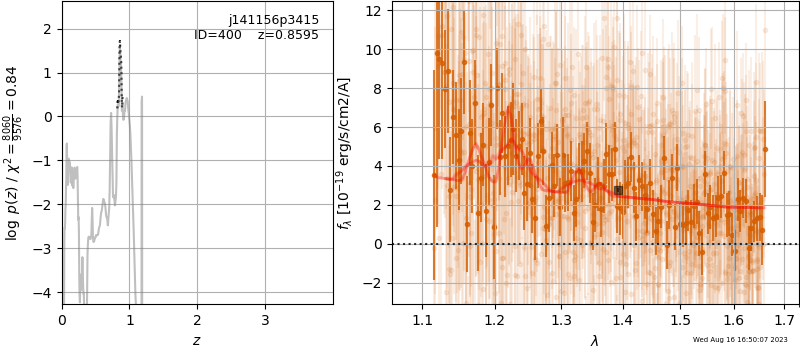 j141156p3415
ID=400 z=0.8595
log p(z) / χ² = 8060/9576 = 0.84
2
1
0
−1
−2
−3
−4
0 1 2 3
z
fλ [10⁻¹⁹ erg/s/cm2/A]
12
10
8
6
4
2
0
−2
1.1 1.2 1.3 1.4 1.5 1.6 1.7
λ
Wed Aug 16 16:50:07 2023